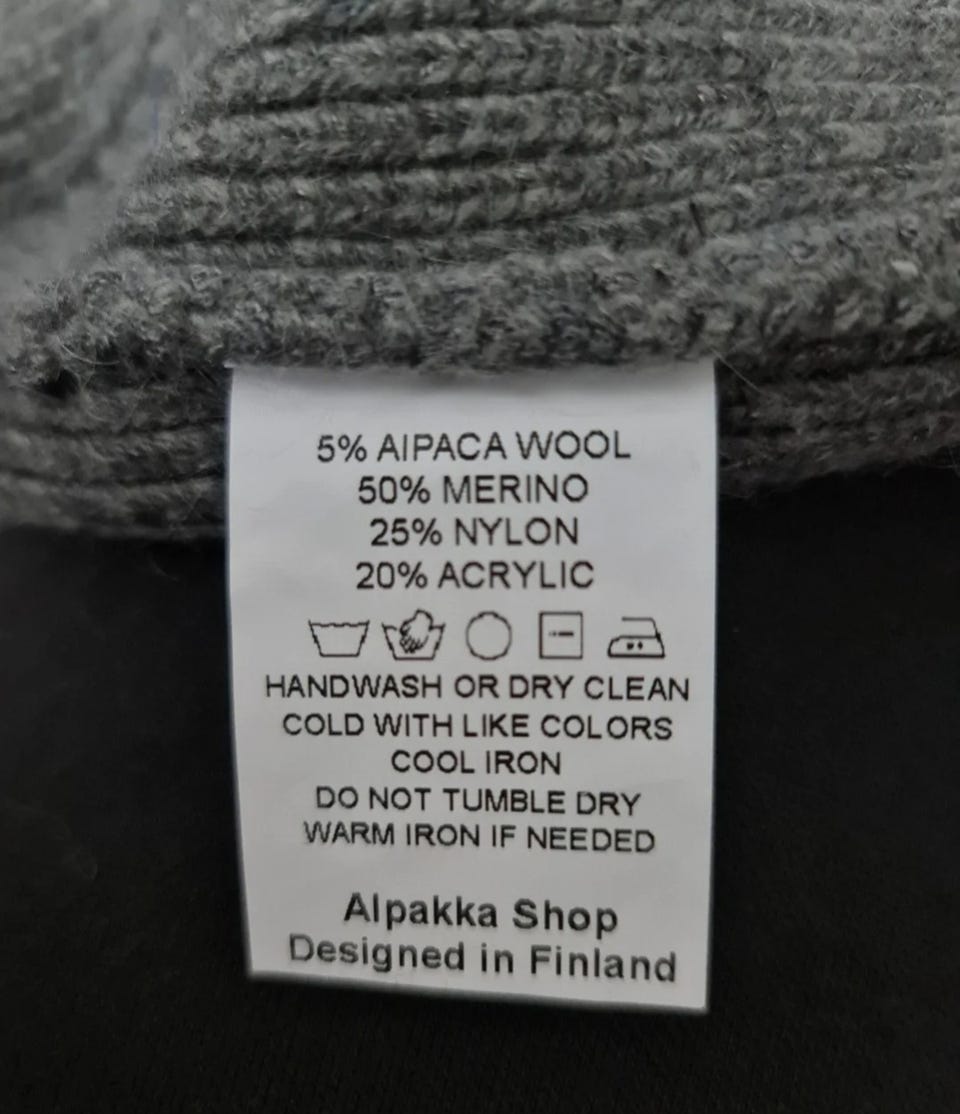 5% AIPACA WOOL
50% MERINO
25% NYLON
20% ACRYLIC
HANDWASH OR DRY CLEAN
COLD WITH LIKE COLORS
COOL IRON
DO NOT TUMBLE DRY
WARM IRON IF NEEDED
Alpakka Shop
Designed in Finland